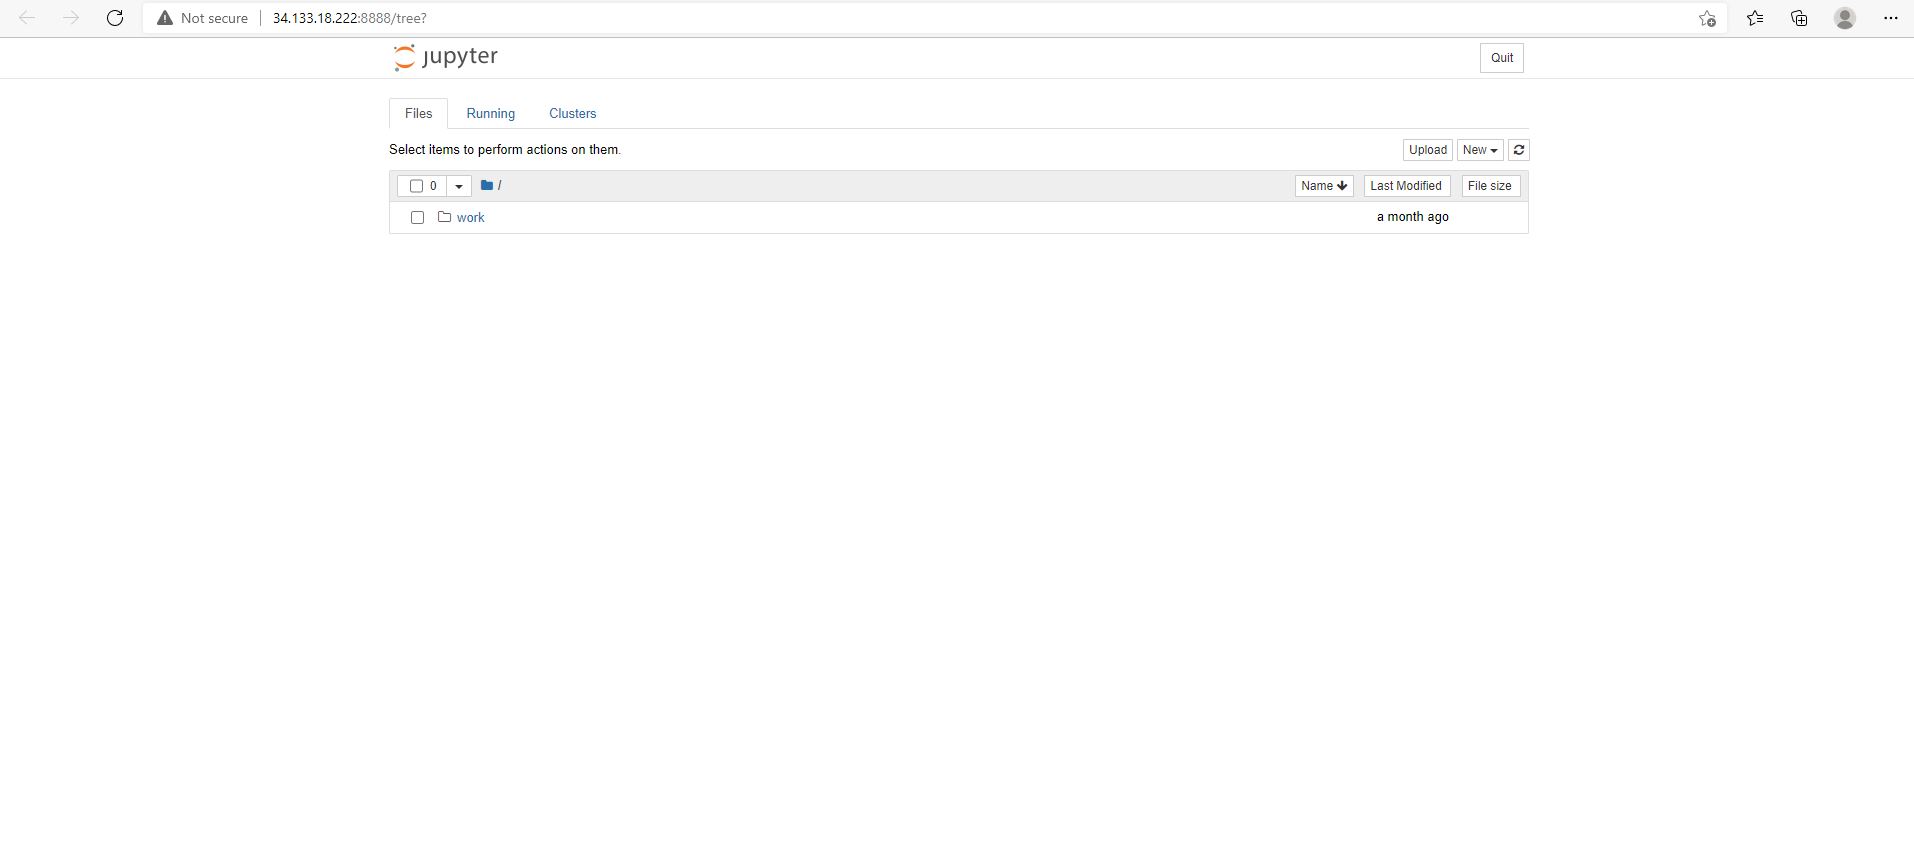 Not secure 34.133.18.222:8888/tree?
jupyter Quit
Files Running Clusters
Select items to perform actions on them. Upload New
0 / Name Last Modified File size
work a month ago